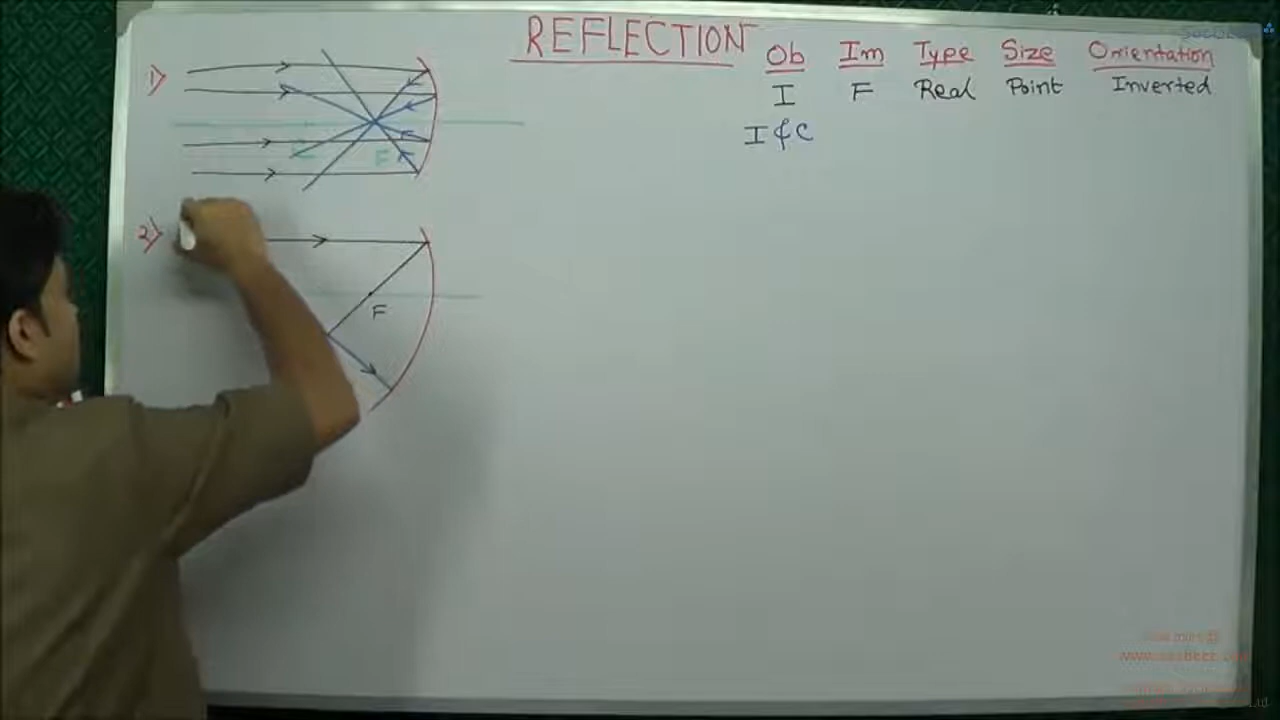 REFLECTION
Ob Im Type Size Orientation
I F Real Point Inverted
I & C
1)
F
2)
F